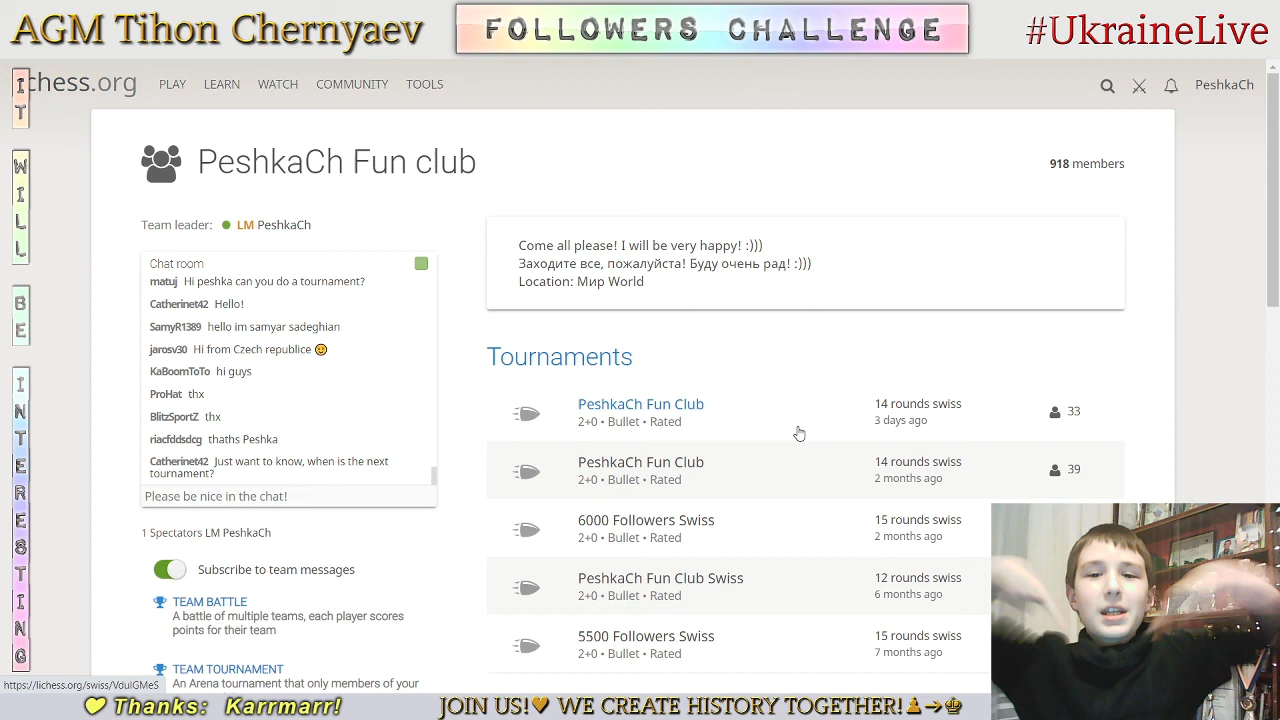 AGM Tihon Chernyaev
FOLLOWERS CHALLENGE
#UkraineLive
IT WILL BE INTERESTING
chess.org
PLAY LEARN WATCH COMMUNITY TOOLS
PeshkaCh
PeshkaCh Fun club
918 members
Team leader: LM PeshkaCh
Chat room
matuj Hi peshka can you do a tournament?
Catherinet42 Hello!
SamyR1389 hello im samyar sadeghian
jarosv30 Hi from Czech republice
KaBoomToTo hi guys
ProHat thx
BlitzSportZ thx
riacfddsdcg thaths Peshka
Catherinet42 Just want to know, when is the next
tournament?
Please be nice in the chat!
1 Spectators LM PeshkaCh
Subscribe to team messages
TEAM BATTLE
A battle of multiple teams, each player scores
points for their team
TEAM TOURNAMENT
An Arena tournament that only members of your
Come all please! I will be very happy! :)))
Заходите все, пожалуйста! Буду очень рад! :)))
Location: Мир World
Tournaments
PeshkaCh Fun Club 14 rounds swiss 33
2+0 • Bullet • Rated 3 days ago
PeshkaCh Fun Club 14 rounds swiss 39
2+0 • Bullet • Rated 2 months ago
6000 Followers Swiss 15 rounds swiss
2+0 • Bullet • Rated 2 months ago
PeshkaCh Fun Club Swiss 12 rounds swiss
2+0 • Bullet • Rated 6 months ago
5500 Followers Swiss 15 rounds swiss
2+0 • Bullet • Rated 7 months ago
https://lichess.org/swiss/VduIGMeS
Thanks: Karrmarr!
JOIN US! WE CREATE HISTORY TOGETHER!